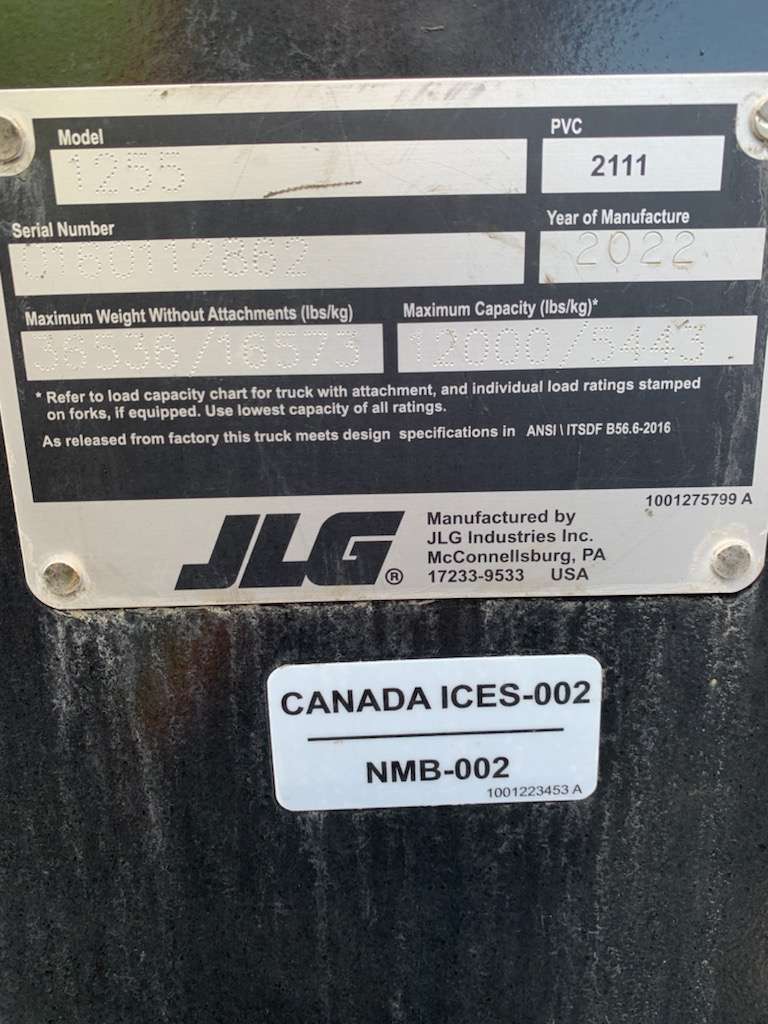 Model
1255
PVC
2111
Serial Number
0160112862
Year of Manufacture
2022
Maximum Weight Without Attachments (lbs/kg)
36536/16573
Maximum Capacity (lbs/kg)*
12000/5443
* Refer to load capacity chart for truck with attachment, and individual load ratings stamped
on forks, if equipped. Use lowest capacity of all ratings.
As released from factory this truck meets design specifications in ANSI \ ITSDF B56.6-2016
1001275799 A
JLG®
Manufactured by
JLG Industries Inc.
McConnellsburg, PA
17233-9533 USA
CANADA ICES-002
NMB-002
1001223453 A